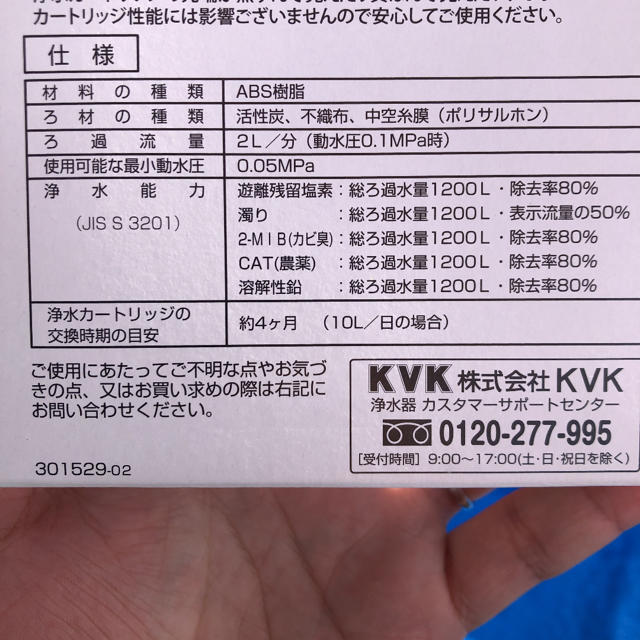 カートリッジ性能には影響ございませんので安心してご使用ください。
仕様
材料の種類 ABS樹脂
ろ材の種類 活性炭、不織布、中空糸膜（ポリサルホン）
ろ過流量 2L／分（動水圧0.1MPa時）
使用可能な最小動水圧 0.05MPa
浄水能力 遊離残留塩素：総ろ過水量1200L・除去率80%
（JIS S 3201） 濁り：総ろ過水量1200L・表示流量の50%
2-MIB(カビ臭)：総ろ過水量1200L・除去率80%
CAT(農薬)：総ろ過水量1200L・除去率80%
溶解性鉛：総ろ過水量1200L・除去率80%
浄水カートリッジの
交換時期の目安 約4ヶ月 （10L／日の場合）
ご使用にあたってご不明な点やお気づ
きの点、又はお買い求めの際は右記に
お問い合わせください。
301529-02
KVK 株式会社KVK
浄水器 カスタマーサポートセンター
0120-277-995
［受付時間］9:00〜17:00(土・日・祝日を除く)